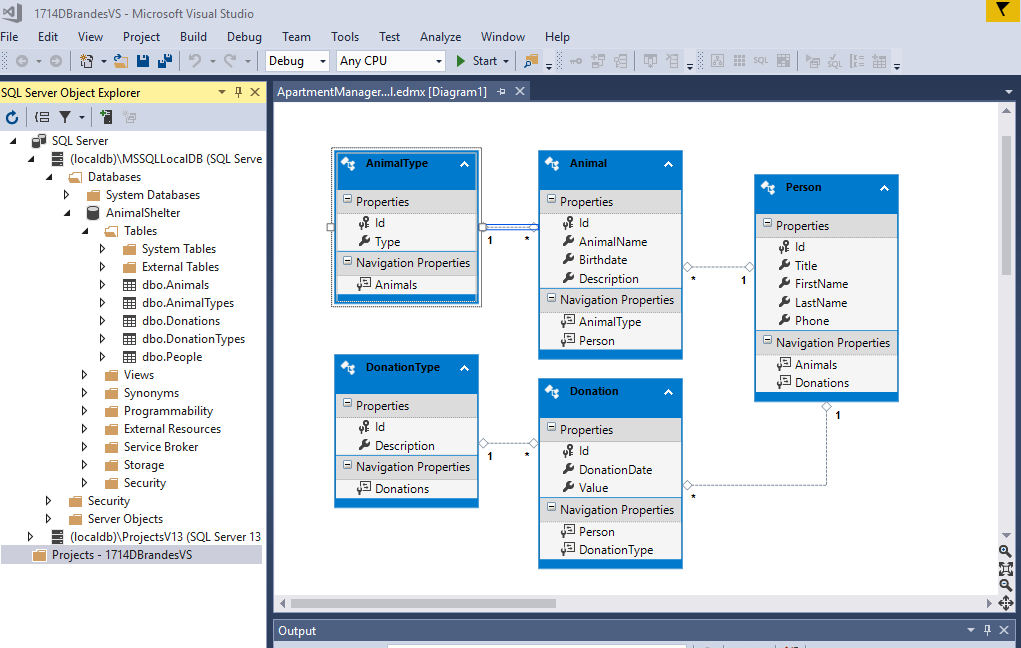 1714DBrandesVS - Microsoft Visual Studio
File Edit View Project Build Debug Team Tools Test Analyze Window Help
Debug Any CPU Start SQL SQL
SQL Server Object Explorer
SQL Server
(localdb)\MSSQLLocalDB (SQL Serve
Databases
System Databases
AnimalShelter
Tables
System Tables
External Tables
dbo.Animals
dbo.AnimalTypes
dbo.Donations
dbo.DonationTypes
dbo.People
Views
Synonyms
Programmability
External Resources
Service Broker
Storage
Security
Security
Server Objects
(localdb)\ProjectsV13 (SQL Server 13
Projects - 1714DBrandesVS
ApartmentManager...l.edmx [Diagram1]
AnimalType
Properties
Id
Type
Navigation Properties
Animals
1 *
Animal
Properties
Id
AnimalName
Birthdate
Description
Navigation Properties
AnimalType
Person
* 1
Person
Properties
Id
Title
FirstName
LastName
Phone
Navigation Properties
Animals
Donations
1
DonationType
Properties
Id
Description
Navigation Properties
Donations
1 *
Donation
Properties
Id
DonationDate
Value
Navigation Properties
Person
DonationType
*
Output